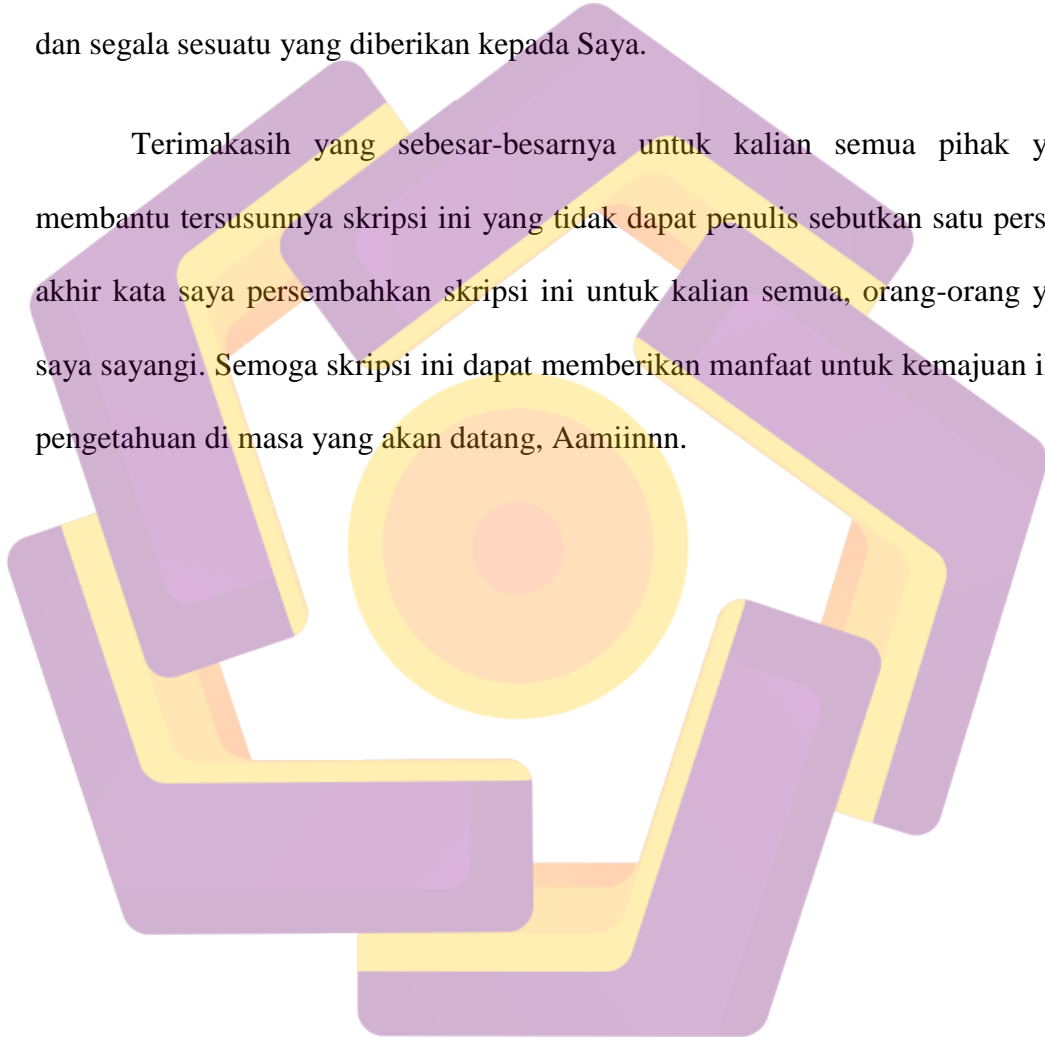 dan segala sesuatu yang diberikan kepada Saya.
Terimakasih yang sebesar-besarnya untuk kalian semua pihak y
membantu tersusunnya skripsi ini yang tidak dapat penulis sebutkan satu pers
akhir kata saya persembahkan skripsi ini untuk kalian semua, orang-orang y
saya sayangi. Semoga skripsi ini dapat memberikan manfaat untuk kemajuan i
pengetahuan di masa yang akan datang, Aamiinnn.